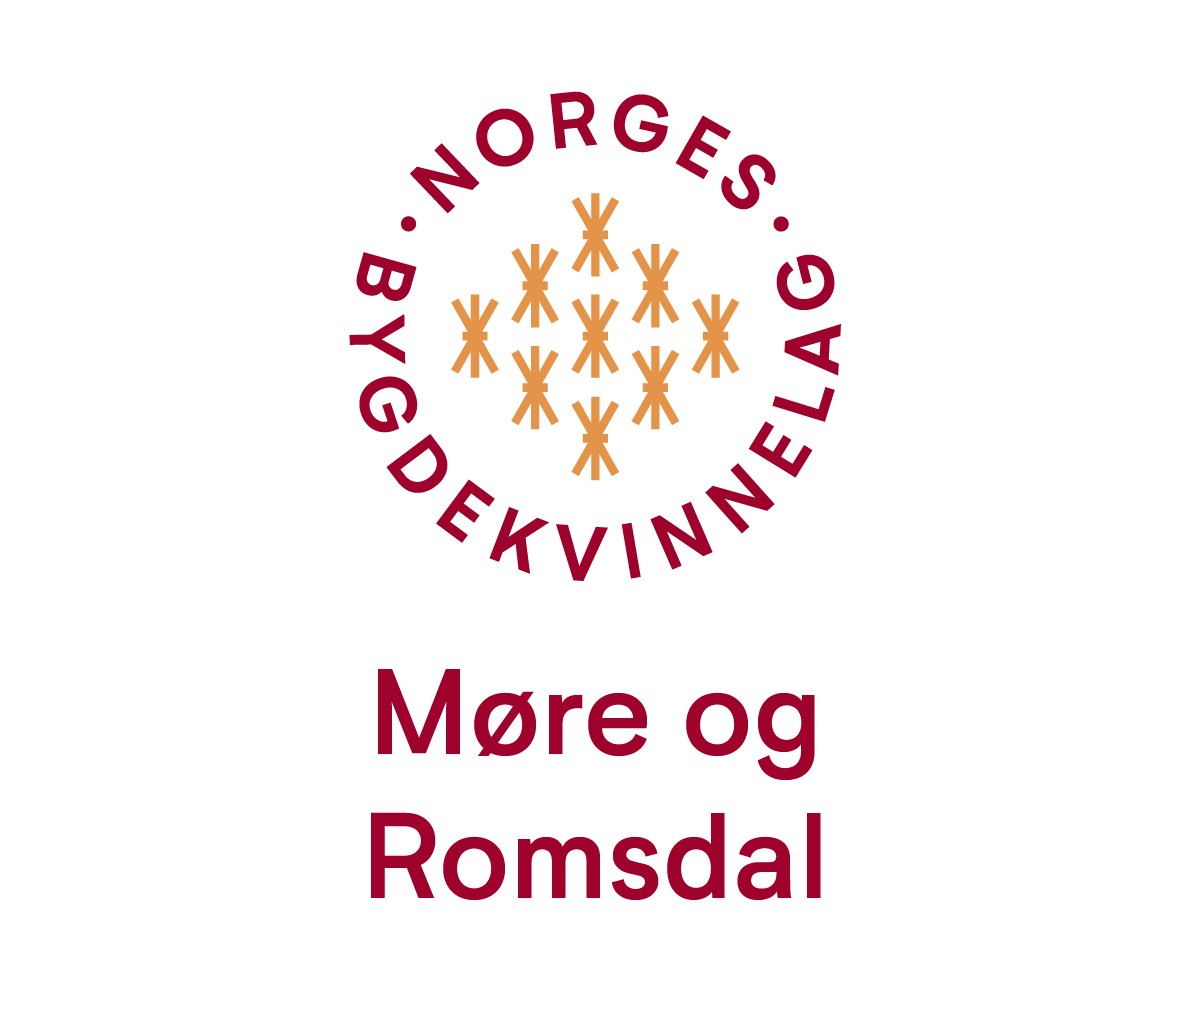 · NORGES ·
BYGDEKVINNELAG
Møre og
Romsdal